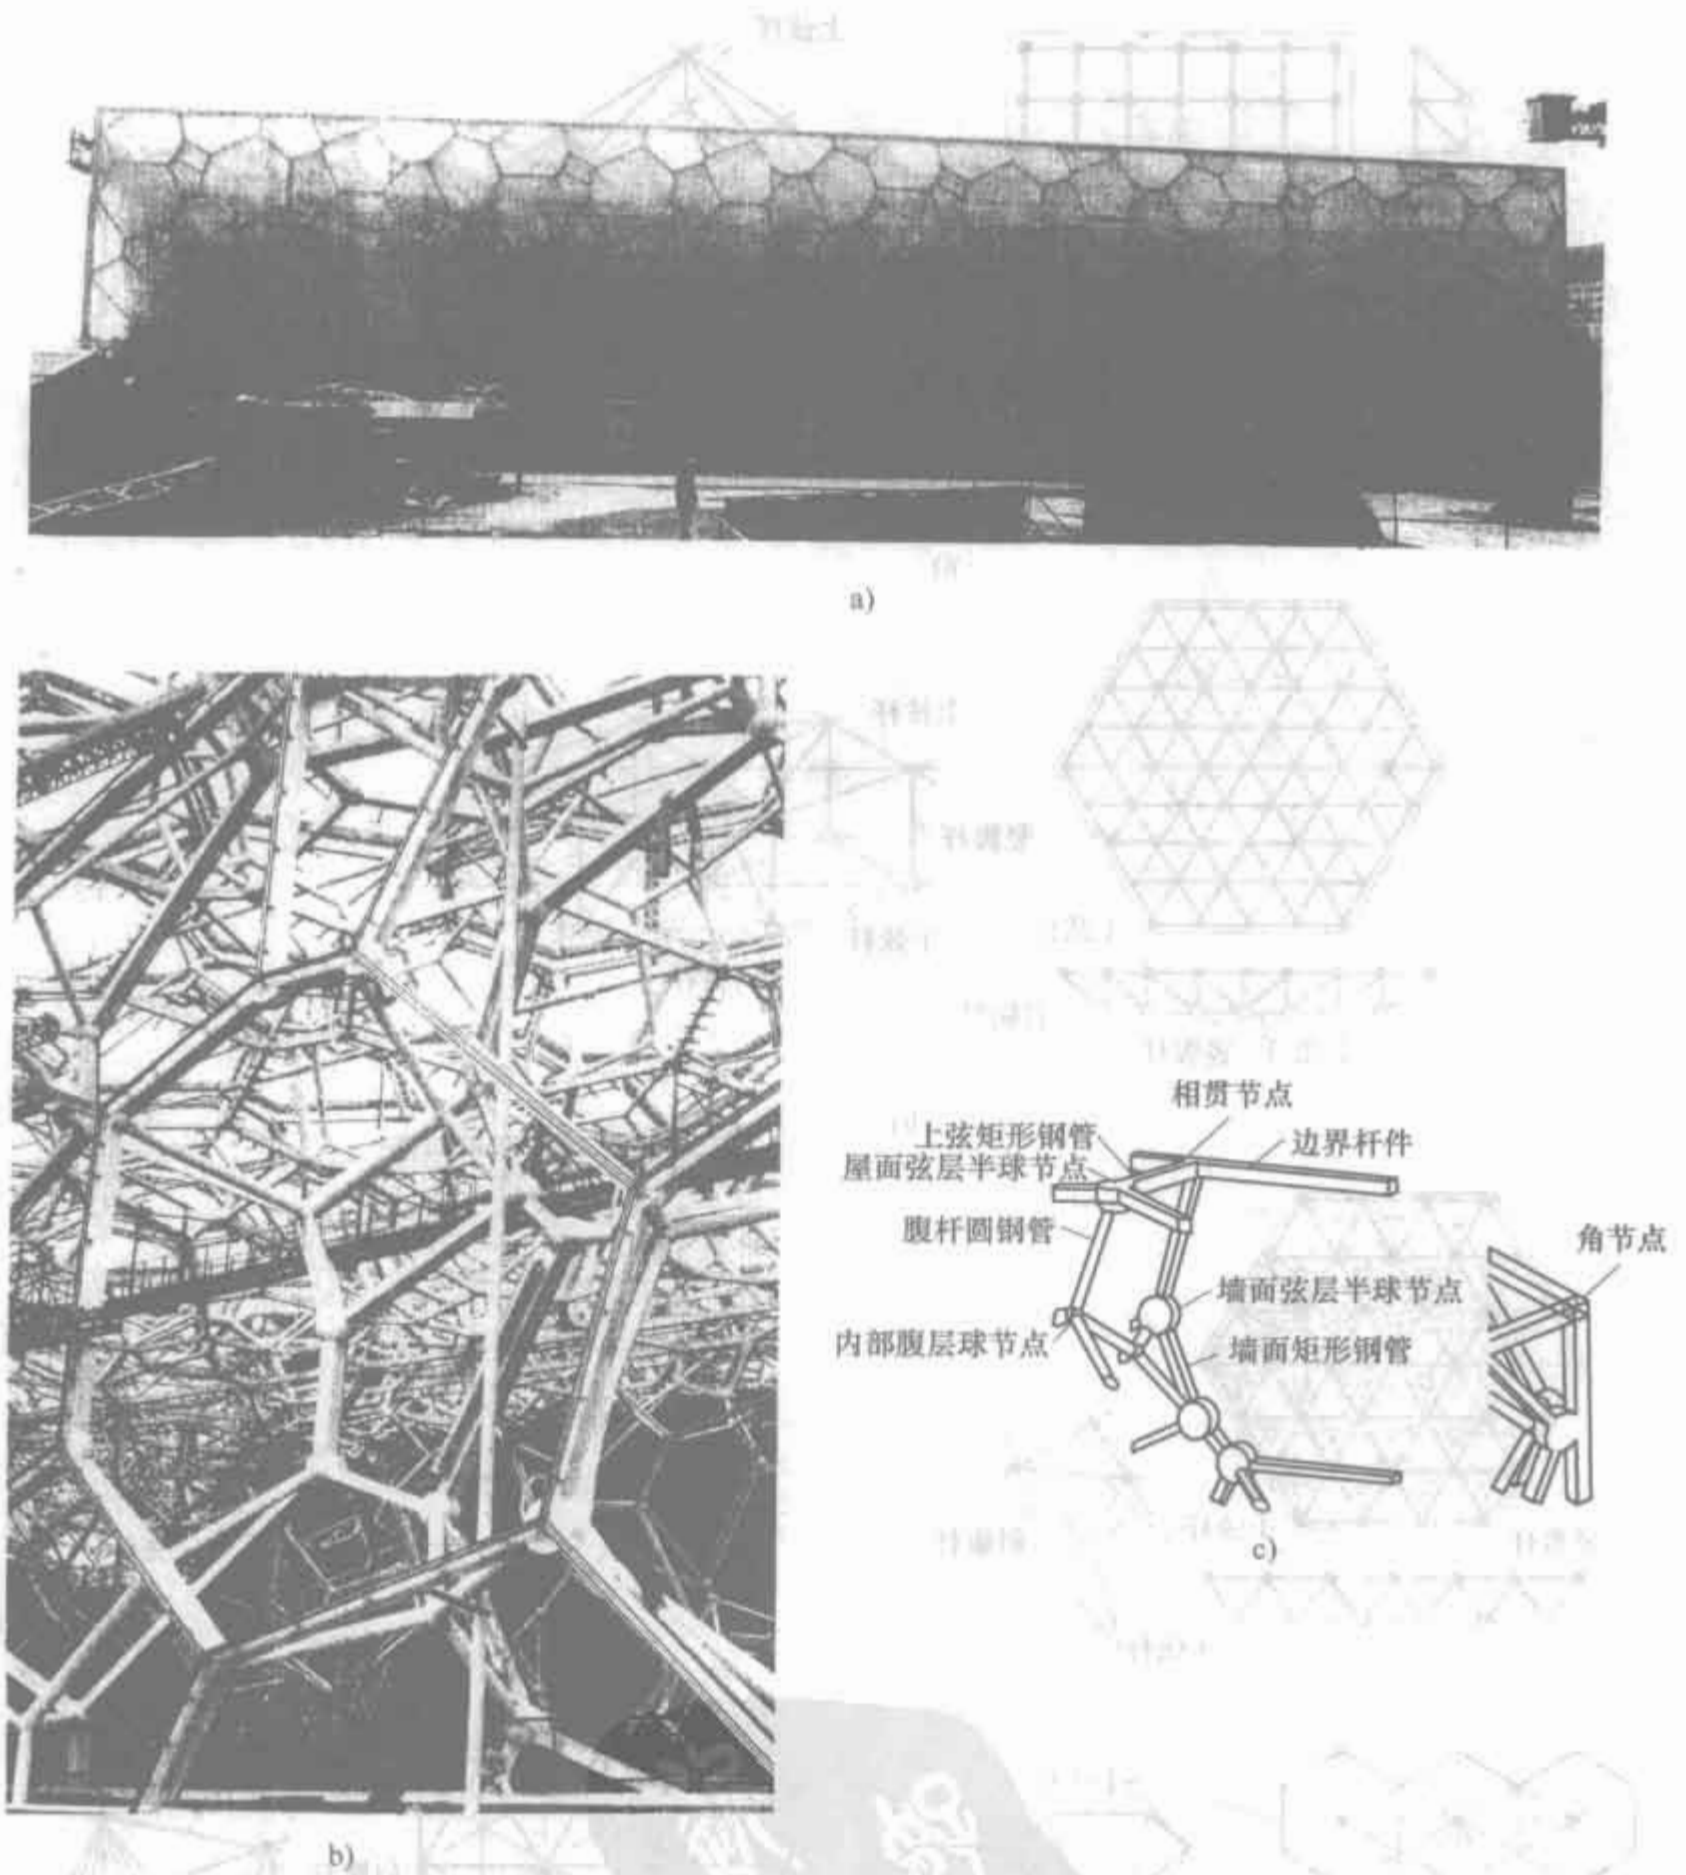 a)
相贯节点
上弦矩形钢管
边界杆件
屋面弦层半球节点
腹杆圆钢管
角节点
墙面弦层半球节点
内部腹层球节点
墙面矩形钢管
c)
b)